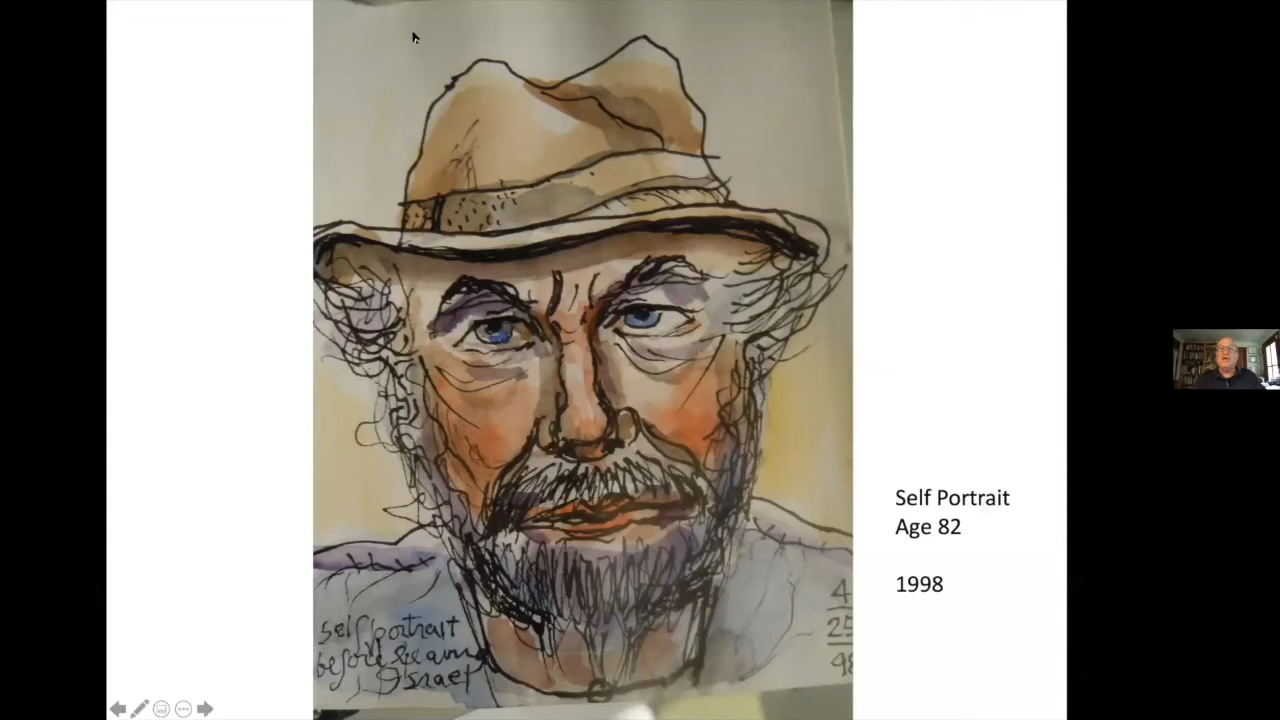 Self Portrait
Age 82
1998
self portrait
before leaving
Israel
4
25
98